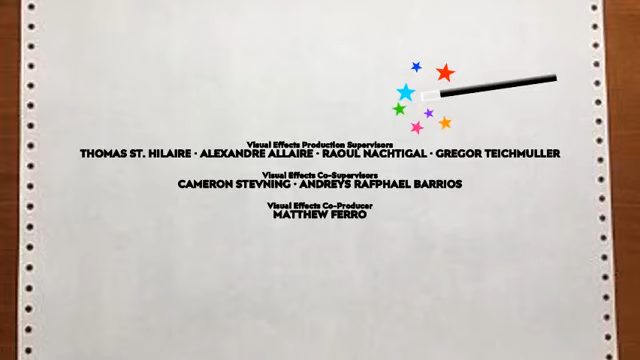 Visual Effects Production Supervisors
THOMAS ST. HILAIRE · ALEXANDRE ALLAIRE · RAOUL NACHTIGAL · GREGOR TEICHMULLER
Visual Effects Co-Supervisors
CAMERON STEVNING · ANDREYS RAFPHAEL BARRIOS
Visual Effects Co-Producer
MATTHEW FERRO